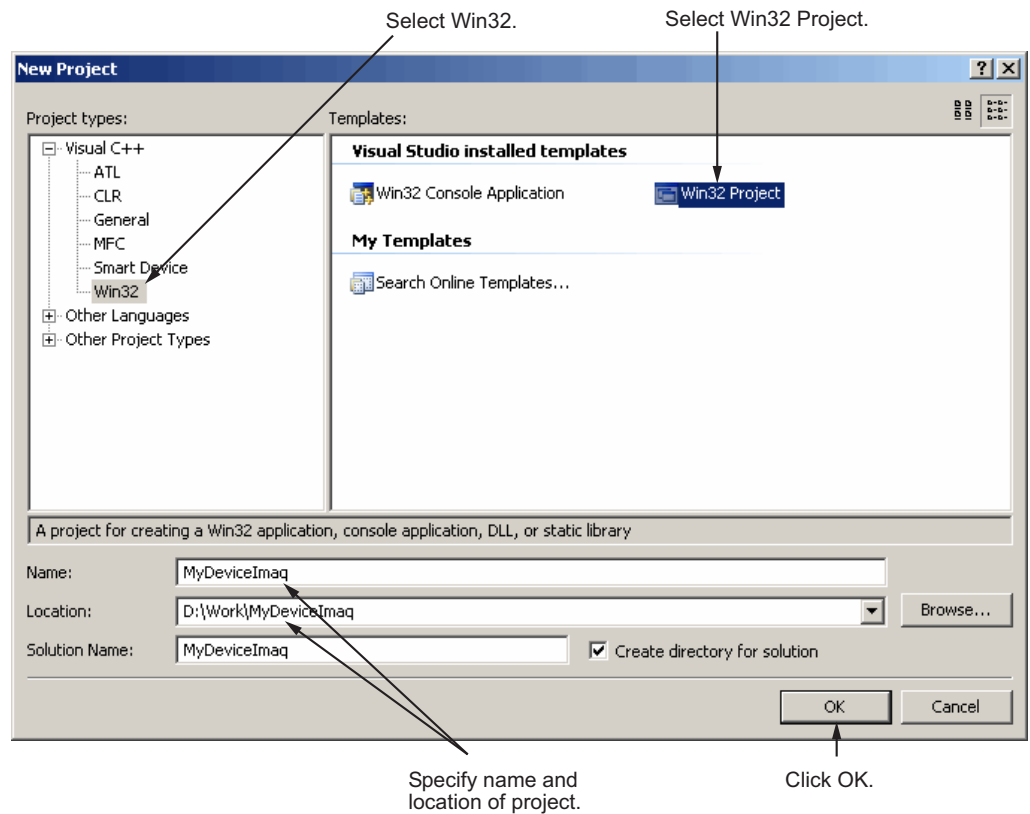 Select Win32.
Select Win32 Project.
New Project
Project types:
Templates:
Visual C++
ATL
CLR
General
MFC
Smart Device
Win32
Other Languages
Other Project Types
Visual Studio installed templates
Win32 Console Application
Win32 Project
My Templates
Search Online Templates...
A project for creating a Win32 application, console application, DLL, or static library
Name:
MyDeviceImaq
Location:
D:\Work\MyDeviceImaq
Browse...
Solution Name:
MyDeviceImaq
Create directory for solution
OK
Cancel
Specify name and
location of project.
Click OK.